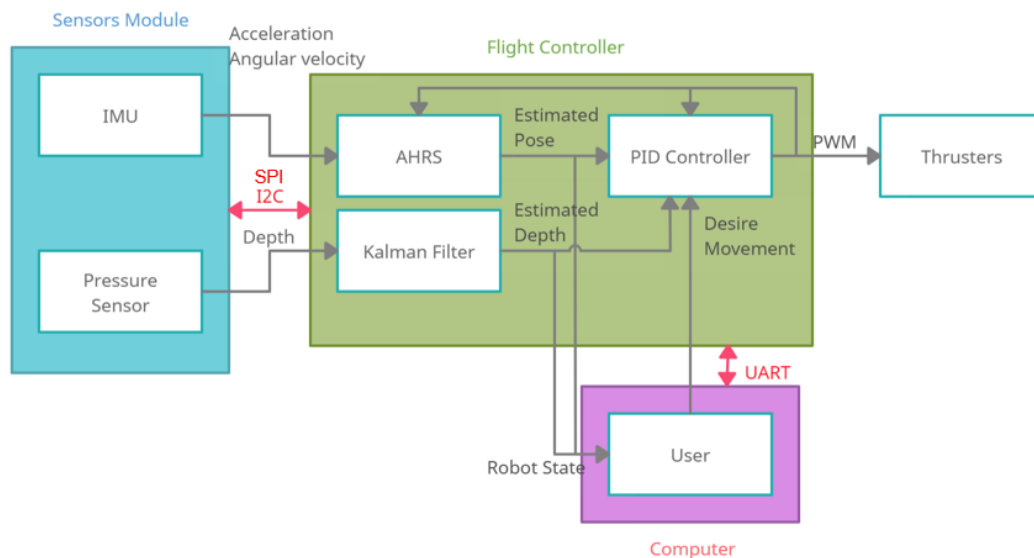 Sensors Module
Acceleration
Angular velocity
Flight Controller
IMU
AHRS
Estimated
Pose
PID Controller
PWM
Thrusters
SPI
I2C
Depth
Kalman Filter
Estimated
Depth
Desire
Movement
Pressure
Sensor
UART
User
Robot State
Computer